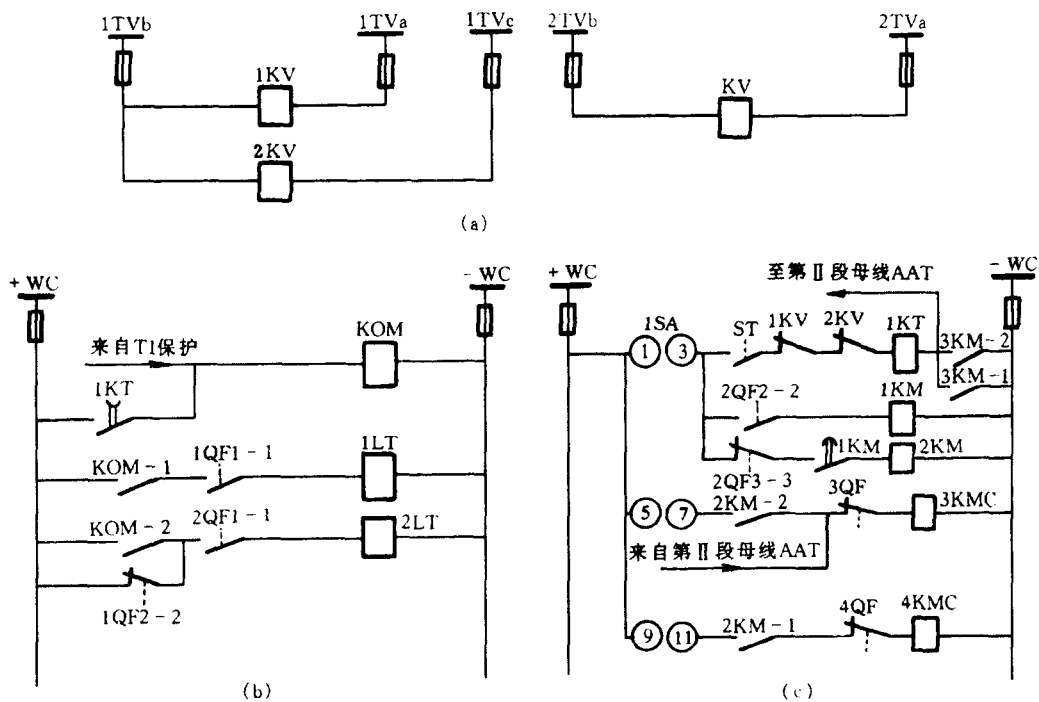 1TVb 1TVa 1TVc 2TVb 2TVa
1KV
KV
2KV
(a)
+ WC - WC
来自T1保护
KOM
1KT
KOM-1 1QF1-1 1LT
KOM-2 2QF1-1 2LT
1QF2-2
(b)
+ WC - WC
至第Ⅱ段母线AAT
1SA ST 1KV 2KV 1KT
1 3
3KM-2
3KM-1
2QF2-2 1KM
1KM 2KM
2QF3-3
5 7 2KM-2 3QF 3KMC
来自第Ⅱ段母线AAT
9 11 2KM-1 4QF 4KMC
(c)